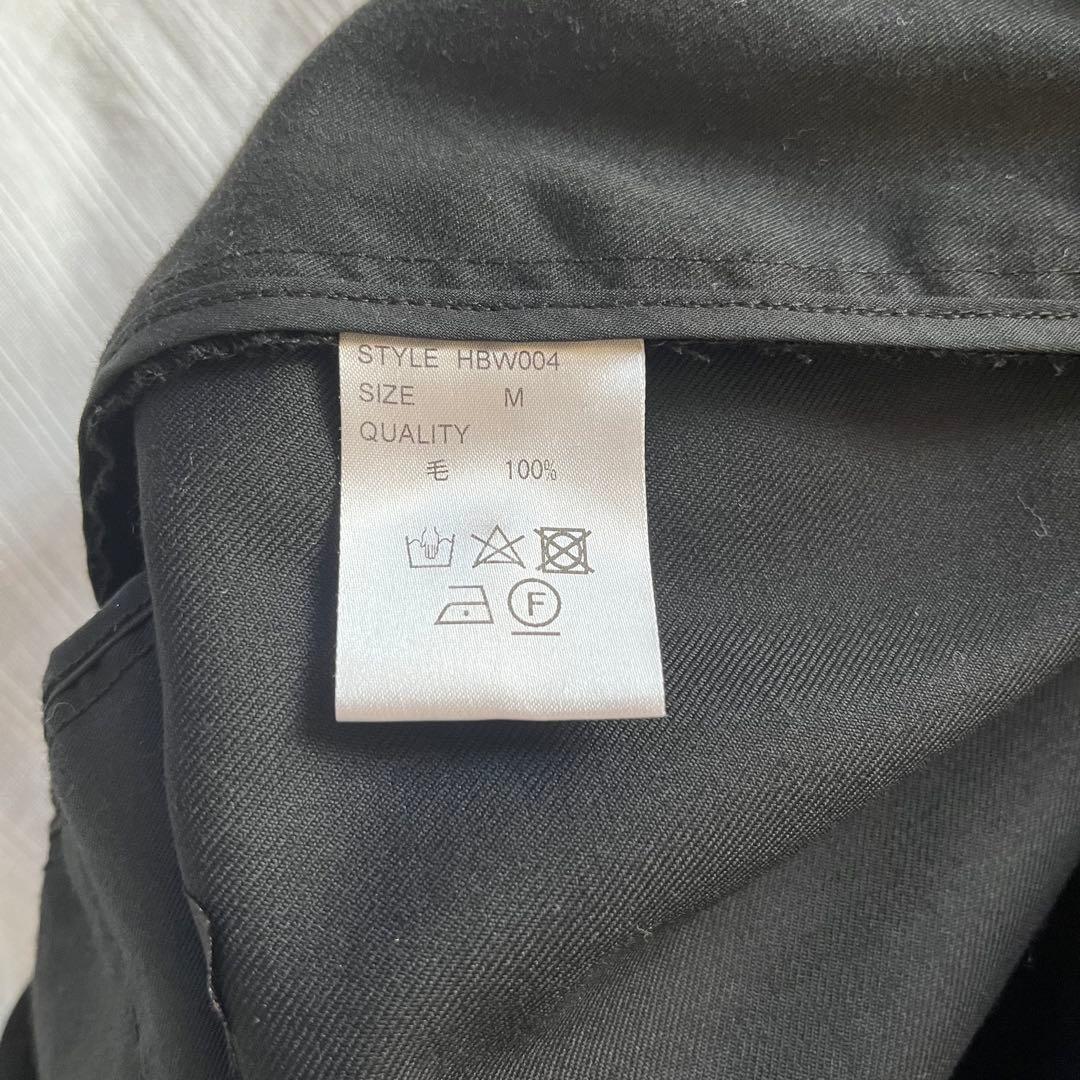 STYLE HBW004
SIZE M
QUALITY
毛 100%
F